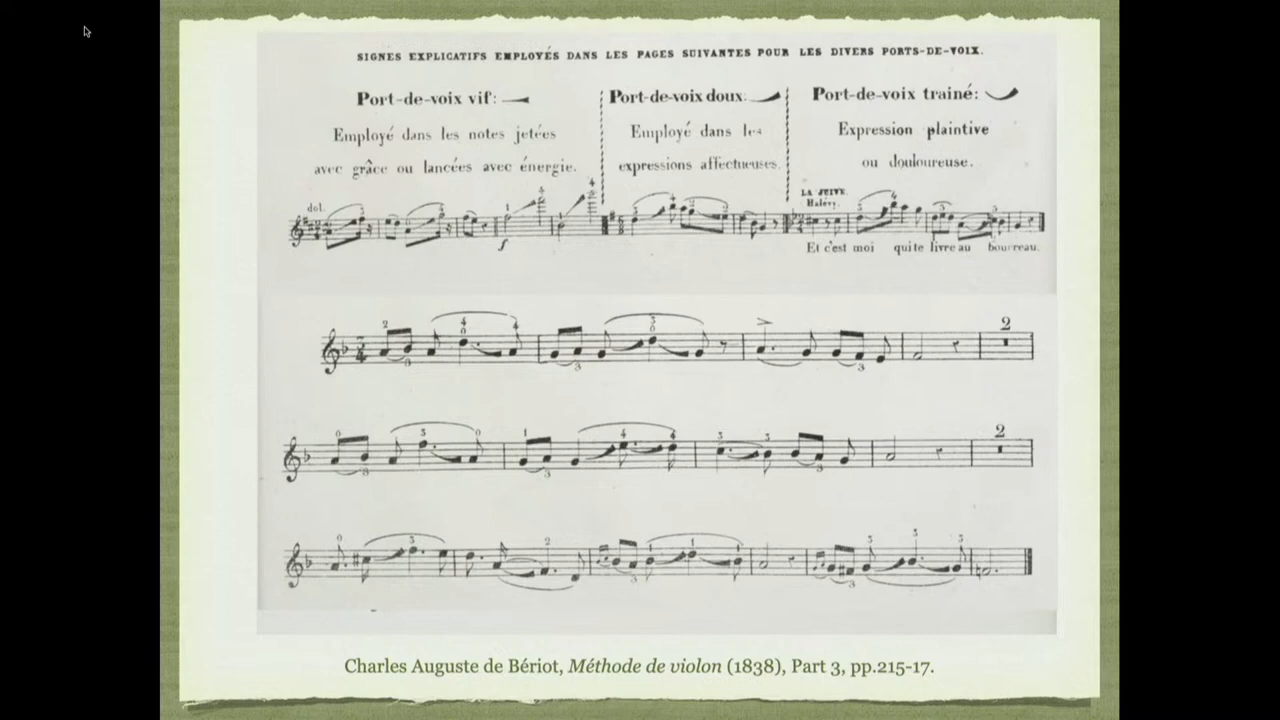 SIGNES EXPLICATIFS EMPLOYÉS DANS LES PAGES SUIVANTES POUR LES DIVERS PORTS-DE-VOIX.
Port-de-voix vif:
Employé dans les notes jetées
avec grâce ou lancées avec énergie.
Port-de-voix doux:
Employé dans les
expressions affectueuses.
Port-de-voix trainé:
Expression plaintive
ou douloureuse.
dol.
f
LA JUIVE.
Halévy.
Et c'est moi qui te livre au bourreau.
Charles Auguste de Bériot, Méthode de violon (1838), Part 3, pp.215-17.